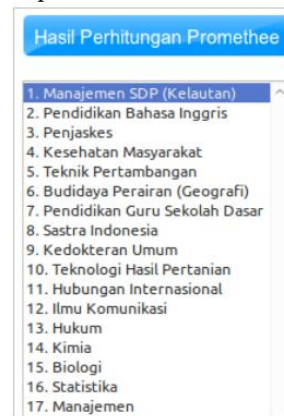 Hasil Perhitungan Promethee
1. Manajemen SDP (Kelautan)
2. Pendidikan Bahasa Inggris
3. Penjaskes
4. Kesehatan Masyarakat
5. Teknik Pertambangan
6. Budidaya Perairan (Geografi)
7. Pendidikan Guru Sekolah Dasar
8. Sastra Indonesia
9. Kedokteran Umum
10. Teknologi Hasil Pertanian
11. Hubungan Internasional
12. Ilmu Komunikasi
13. Hukum
14. Kimia
15. Biologi
16. Statistika
17. Manajemen